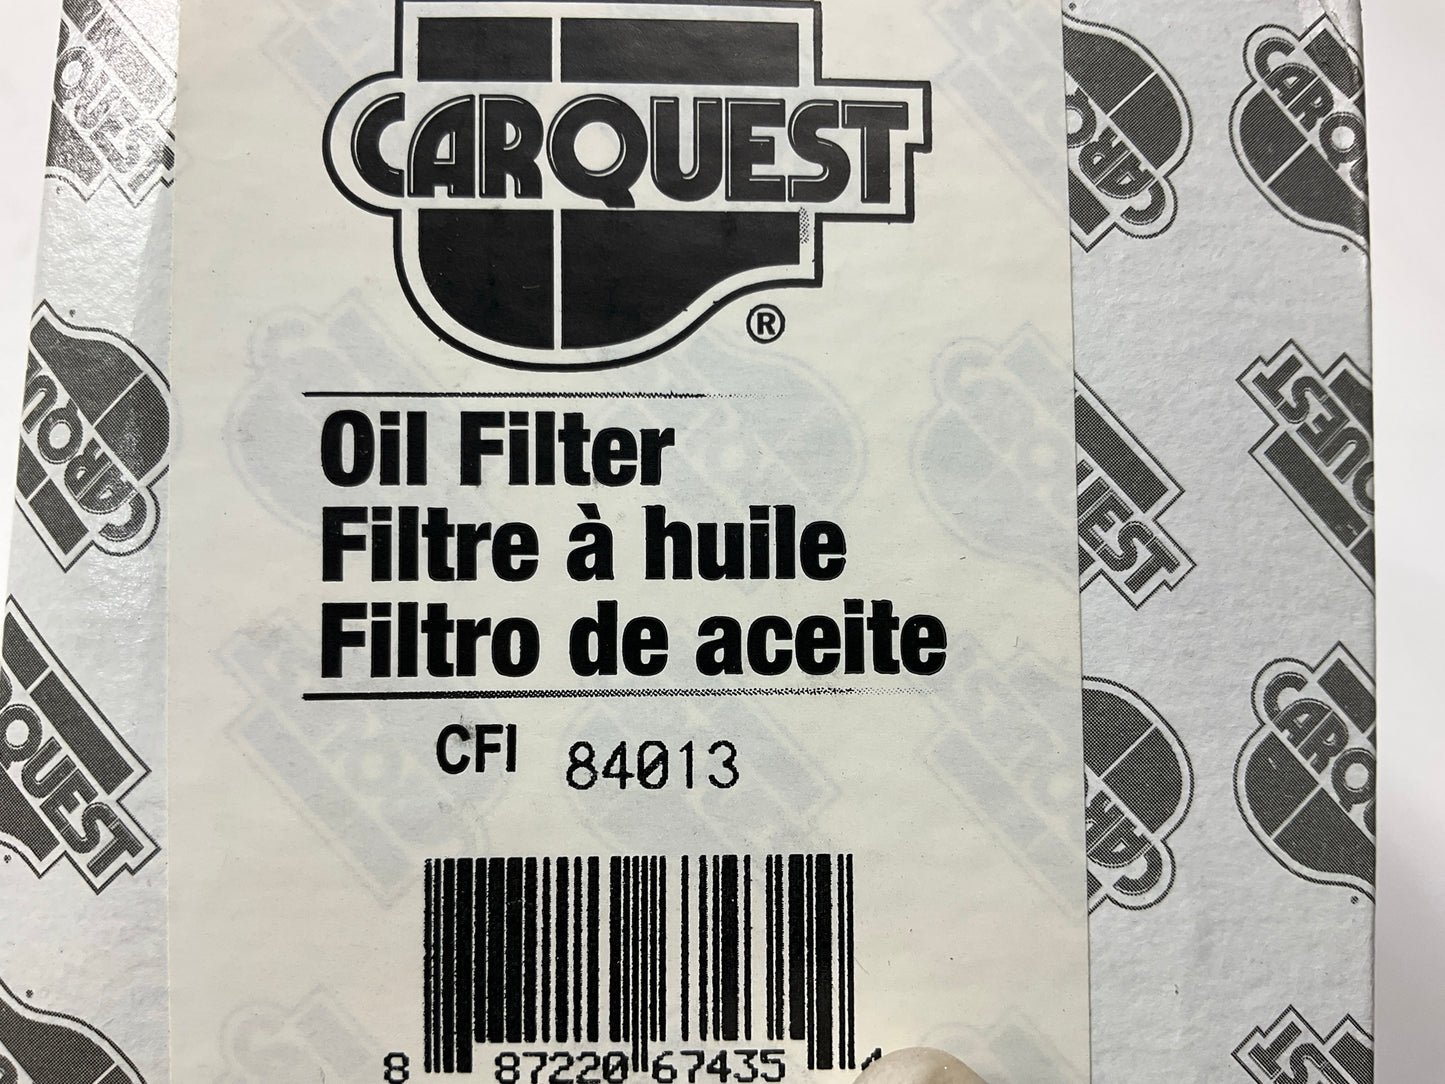 CARQUEST
®
Oil Filter
Filtre à huile
Filtro de aceite
CFI 84013
8 87220 67435